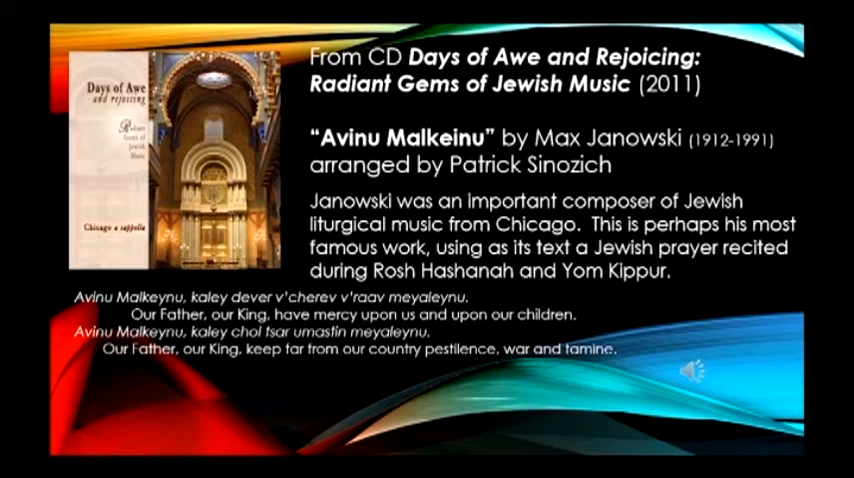 From CD Days of Awe and Rejoicing:
Radiant Gems of Jewish Music (2011)
Days of Awe
and rejoicing
Radiant
Gems of
Jewish
Music
Chicago a cappella
"Avinu Malkeinu" by Max Janowski (1912-1991)
arranged by Patrick Sinozich
Janowski was an important composer of Jewish
liturgical music from Chicago. This is perhaps his most
famous work, using as its text a Jewish prayer recited
during Rosh Hashanah and Yom Kippur.
Avinu Malkeynu, kaley dever v'cherev v'raav meyaleynu.
Our Father, our King, have mercy upon us and upon our children.
Avinu Malkeynu, kaley chol tsar umastin meyaleynu.
Our Father, our King, keep far from our country pestilence, war and famine.